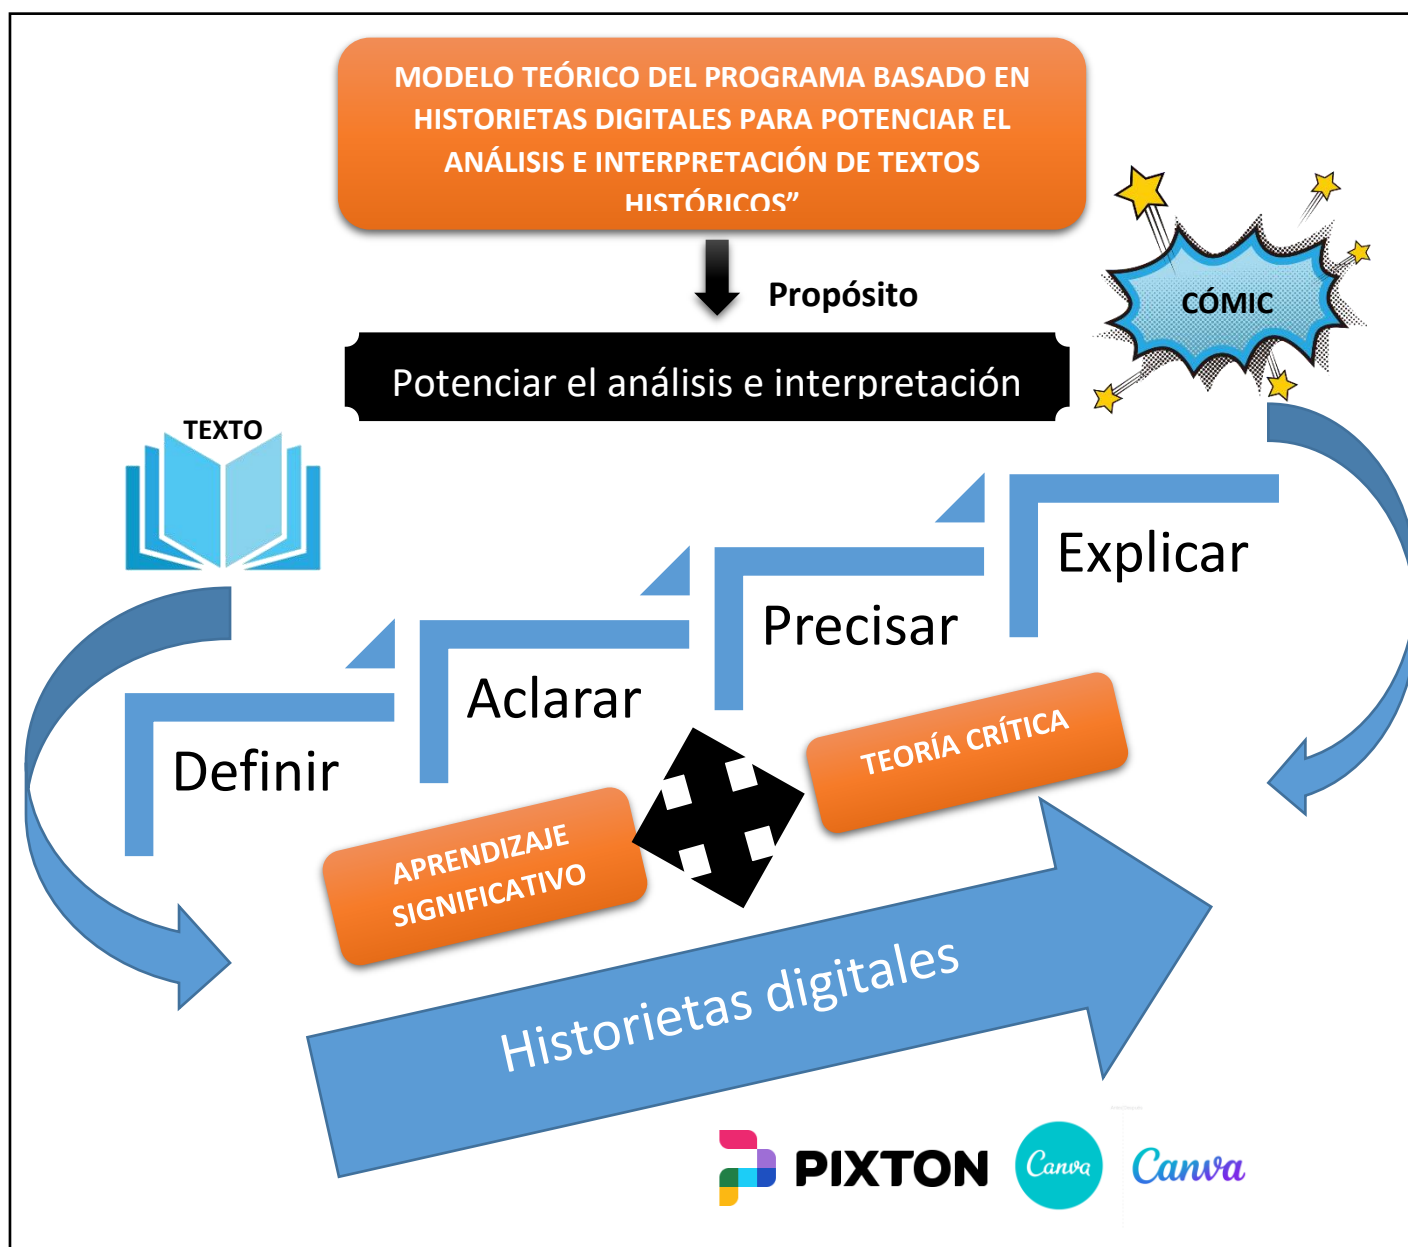 MODELO TEÓRICO DEL PROGRAMA BASADO EN
HISTORIETAS DIGITALES PARA POTENCIAR EL
ANÁLISIS E INTERPRETACIÓN DE TEXTOS
HISTÓRICOS”
Propósito
CÓMIC
Potenciar el análisis e interpretación
TEXTO
Explicar
Precisar
Aclarar
Definir
TEORÍA CRÍTICA
APRENDIZAJE
SIGNIFICATIVO
Historietas digitales
PIXTON
Canva
Canva